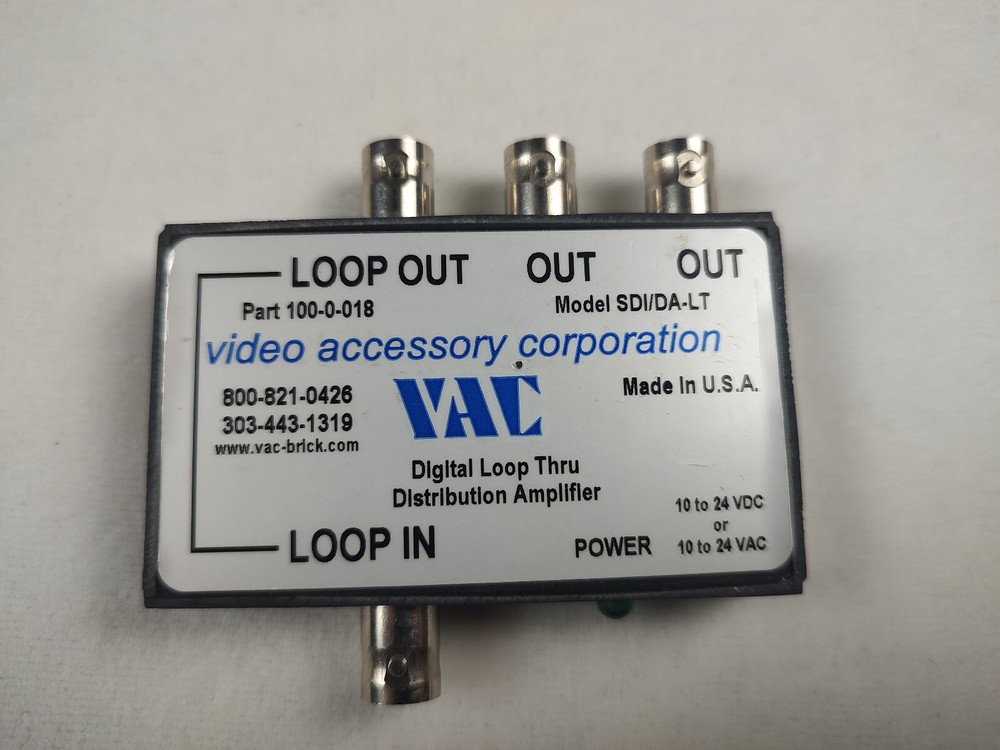 LOOP OUT OUT OUT
Part 100-0-018 Model SDI/DA-LT
video accessory corporation
800-821-0426
303-443-1319
www.vac-brick.com
VAC
Made In U.S.A.
Digital Loop Thru
Distribution Amplifier
LOOP IN
POWER
10 to 24 VDC
or
10 to 24 VAC